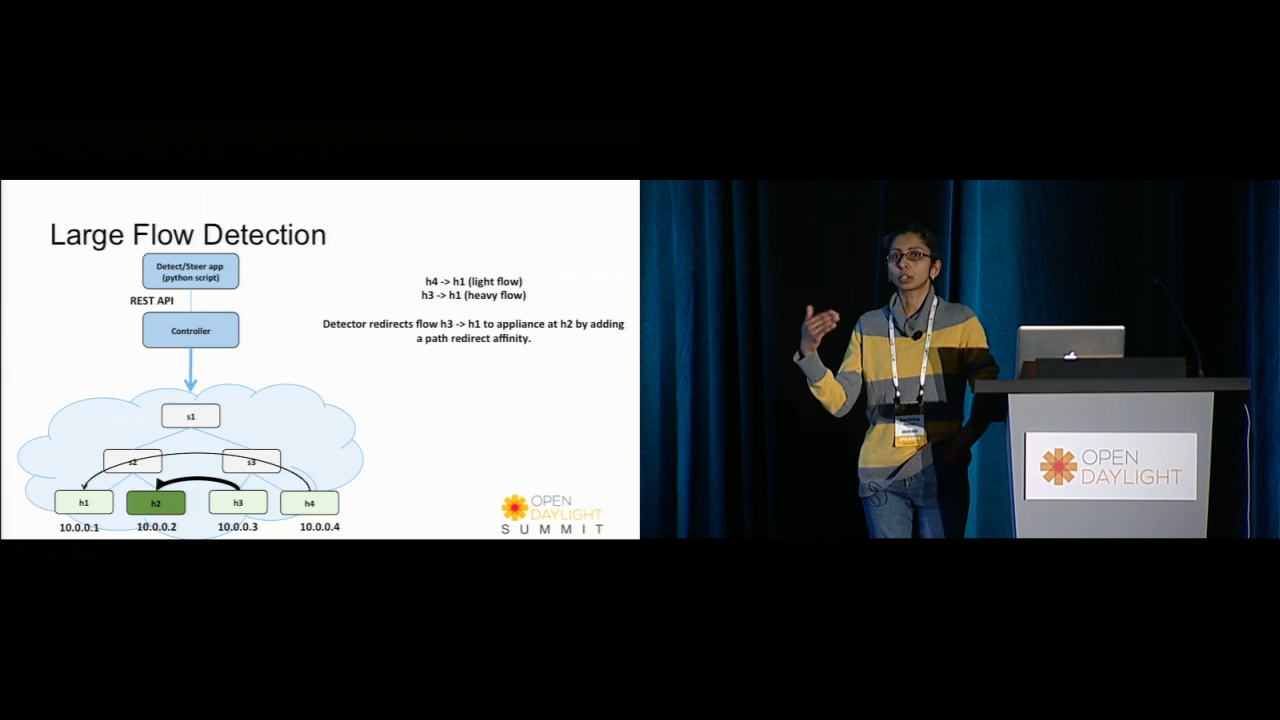 Large Flow Detection
Detect/Steer app
(python script)
REST API
Controller
h4 -> h1 (light flow)
h3 -> h1 (heavy flow)
Detector redirects flow h3 -> h1 to appliance at h2 by adding
a path redirect affinity.
s1
s2
s3
h1
h2
h3
h4
10.0.0.1
10.0.0.2
10.0.0.3
10.0.0.4
OPEN
DAYLIGHT
SUMMIT
OPEN
DAYLIGHT
SPEAKER